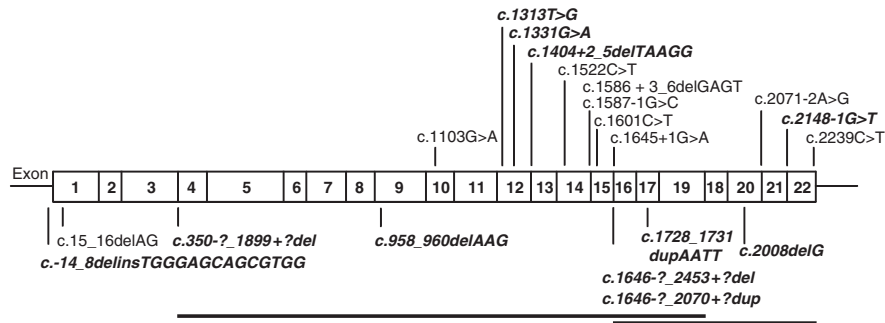 c.1313T>G
c.1331G>A
c.1404+2_5delTAAGG
c.1522C>T
c.1586 + 3_6delGAGT
c.1587-1G>C
c.2071-2A>G
c.1601C>T
c.2148-1G>T
c.1103G>A
c.1645+1G>A
c.2239C>T
Exon
1 2 3 4 5 6 7 8 9 10 11 12 13 14 15 16 17 19 18 20 21 22
c.15_16delAG
c.350-?_1899+?del
c.958_960delAAG
c.1728_1731
dupAATT
c.2008delG
c.-14_8delinsTGGGAGCAGCGTGG
c.1646-?_2453+?del
c.1646-?_2070+?dup